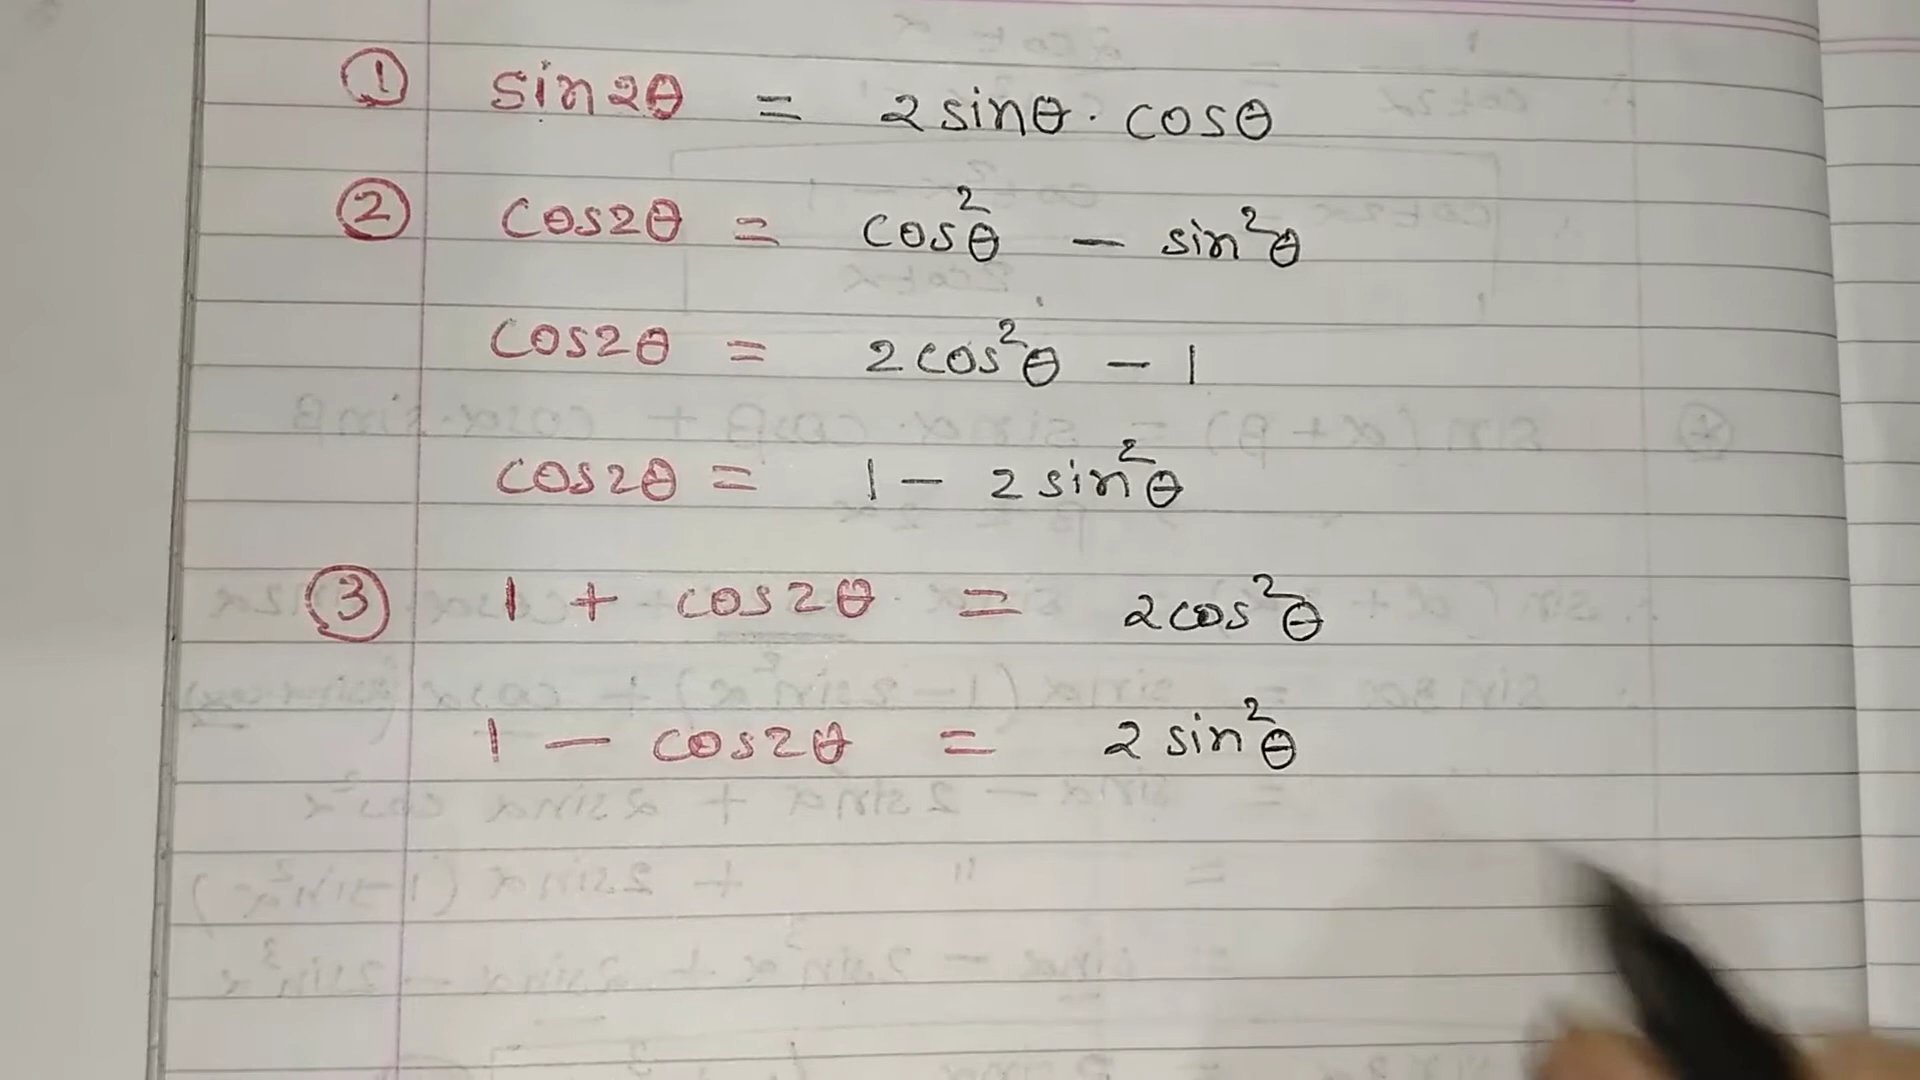 ① sin2θ = 2sinθ · cosθ
② cos2θ = cos²θ − sin²θ
cos2θ = 2cos²θ − 1
cos2θ = 1 − 2sin²θ
③ 1 + cos2θ = 2cos²θ
1 − cos2θ = 2sin²θ